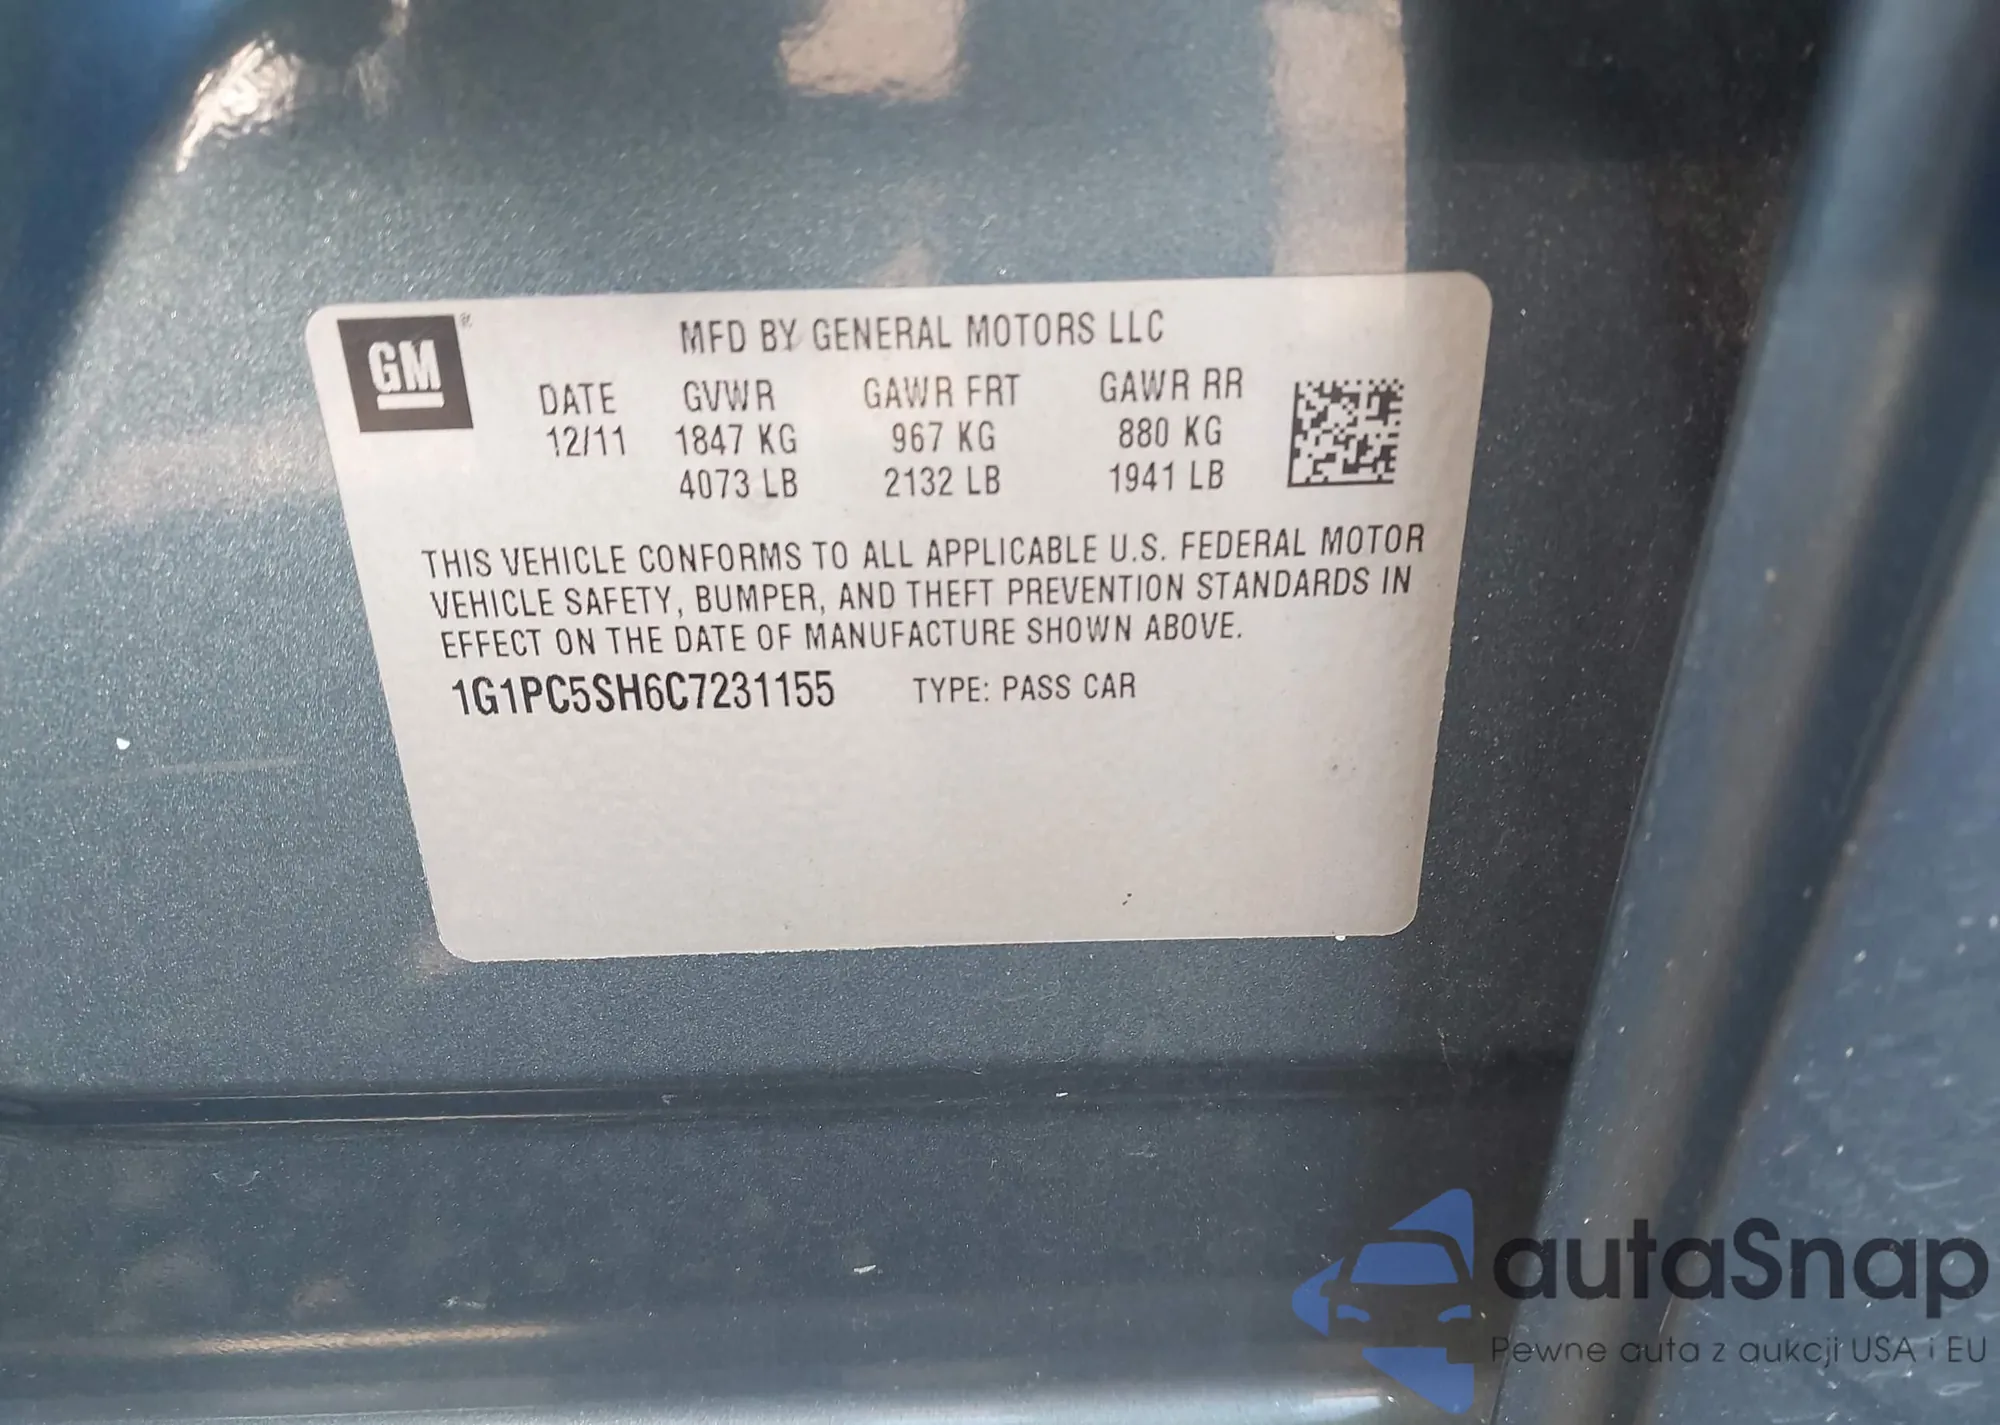 GM ®
MFD BY GENERAL MOTORS LLC
DATE GVWR GAWR FRT GAWR RR
12/11 1847 KG 967 KG 880 KG
4073 LB 2132 LB 1941 LB
THIS VEHICLE CONFORMS TO ALL APPLICABLE U.S. FEDERAL MOTOR
VEHICLE SAFETY, BUMPER, AND THEFT PREVENTION STANDARDS IN
EFFECT ON THE DATE OF MANUFACTURE SHOWN ABOVE.
1G1PC5SH6C7231155 TYPE: PASS CAR
autaSnap
Pewne auta z aukcji USA i EU